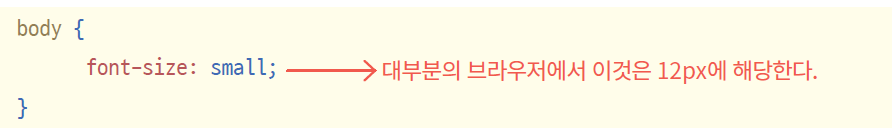 body {
font-size: small; 대부분의 브라우저에서 이것은 12px에 해당한다.
}